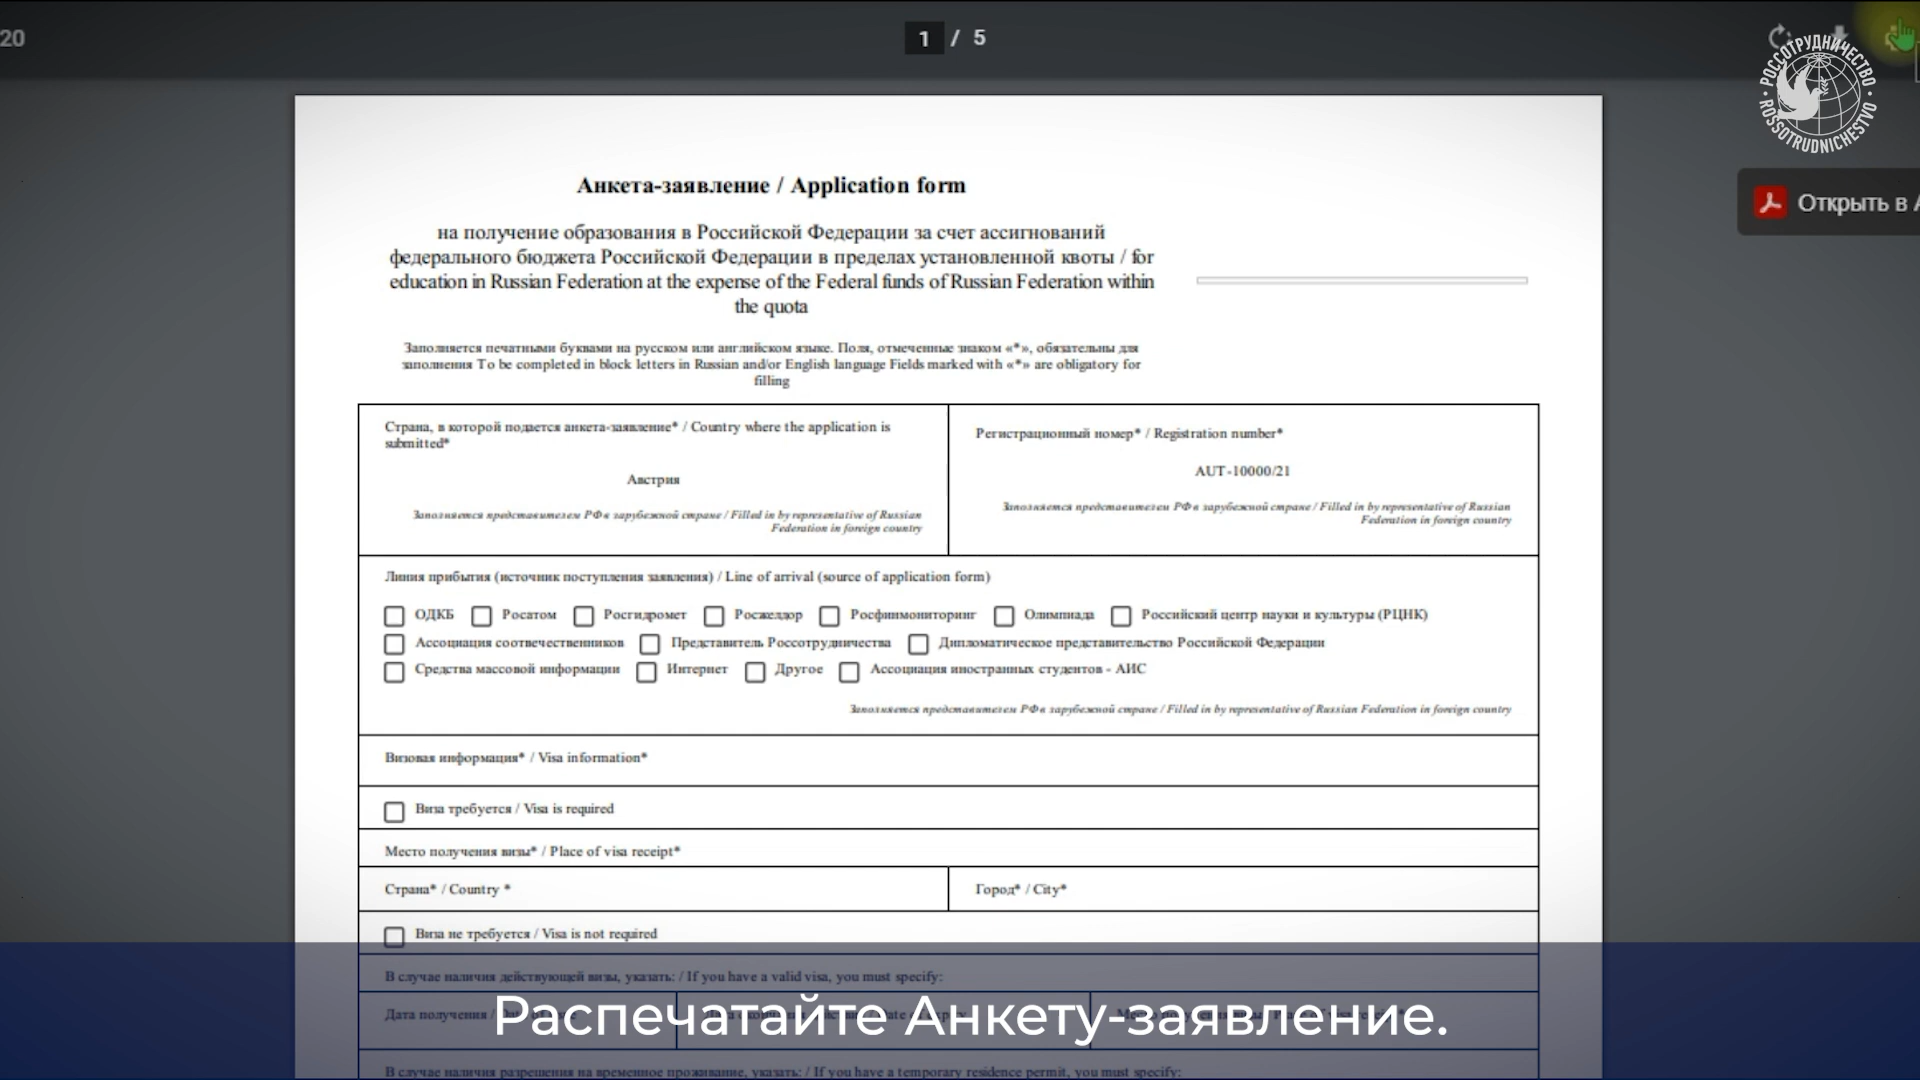 20
1 / 5
РОССОТРУДНИЧЕСТВО
ROSSOTRUDNICHESTVO
Открыть в A
Анкета-заявление / Application form
на получение образования в Российской Федерации за счет ассигнований
федерального бюджета Российской Федерации в пределах установленной квоты / for
education in Russian Federation at the expense of the Federal funds of Russian Federation within
the quota
Заполняется печатными буквами на русском или английском языке. Поля, отмеченные знаком «*», обязательны для
заполнения To be completed in block letters in Russian and/or English language Fields marked with «*» are obligatory for
filling
Страна, в которой подается анкета-заявление* / Country where the application is
submitted*
Австрия
Заполняется представителем РФ в зарубежной стране / Filled in by representative of Russian
Federation in foreign country
Регистрационный номер* / Registration number*
AUT-10000/21
Заполняется представителем РФ в зарубежной стране / Filled in by representative of Russian
Federation in foreign country
Линия прибытия (источник поступления заявления) / Line of arrival (source of application form)
ОДКБ Росатом Росгидромет Росжелдор Росфинмониторинг Олимпиада Российский центр науки и культуры (РЦНК)
Ассоциация соотвечественников Представитель Россотрудничества Дипломатическое представительство Российской Федерации
Средства массовой информации Интернет Другое Ассоциация иностранных студентов - АИС
Заполняется представителем РФ в зарубежной стране / Filled in by representative of Russian Federation in foreign country
Визовая информация* / Visa information*
Виза требуется / Visa is required
Место получения визы* / Place of visa receipt*
Страна* / Country *
Город* / City*
Виза не требуется / Visa is not required
В случае наличия действующей визы, указать: / If you have a valid visa, you must specify:
Дата получения /
Распечатайте Анкету-заявление.
В случае наличия разрешения на временное проживание, указать: / If you have a temporary residence permit, you must specify: